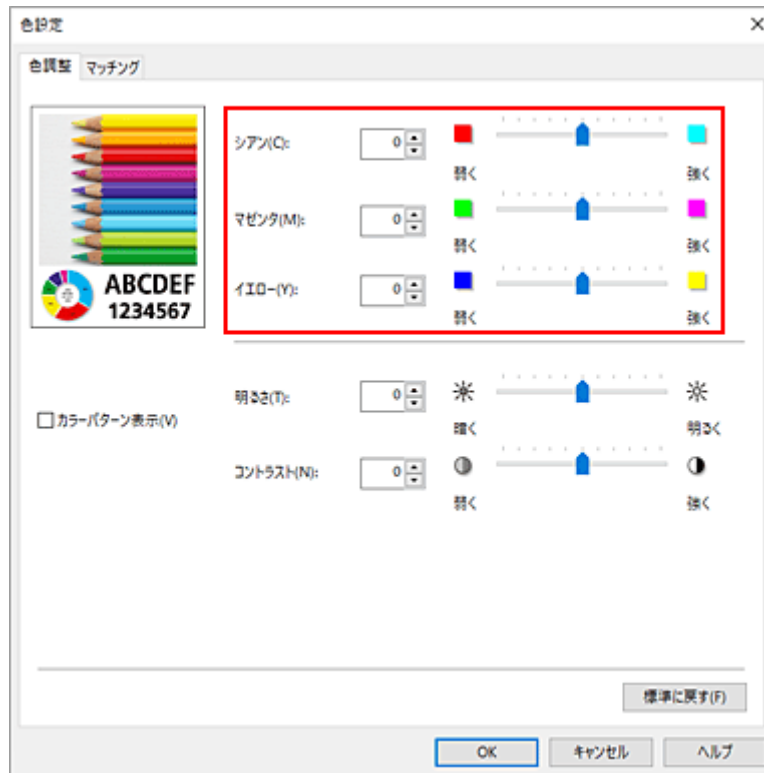 色設定
色調整 マッチング
シアン(C): 0
弱く 強く
マゼンタ(M): 0
弱く 強く
イエロー(Y): 0
弱く 強く
ABCDEF
1234567
カラーパターン表示(V)
明るさ(T): 0
暗く 明るく
コントラスト(N): 0
弱く 強く
標準に戻す(F)
OK キャンセル ヘルプ